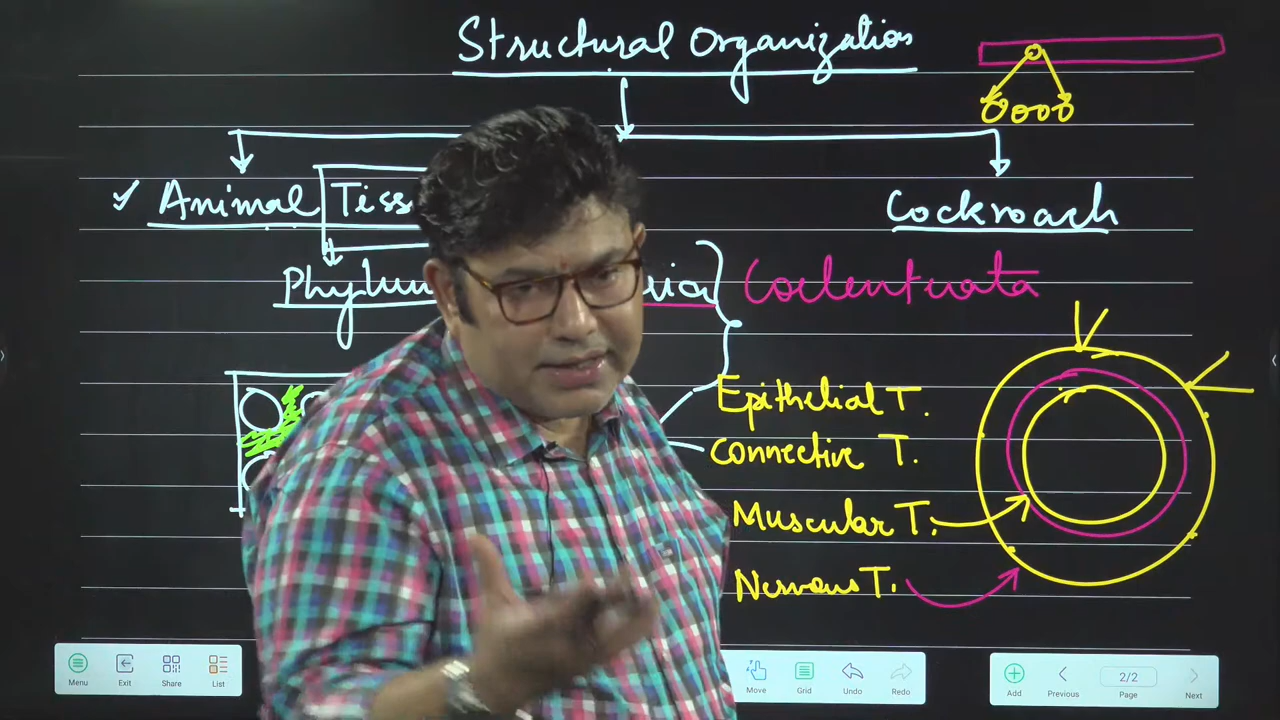 Structural Organization
Animal Tiss
Cockroach
Phylum
Coelenterata
Epithelial T.
Connective T.
Muscular T.
Nervous T.
Menu
Exit
Share
List
Move
Grid
Undo
Redo
Add
Previous
2/2
Page
Next